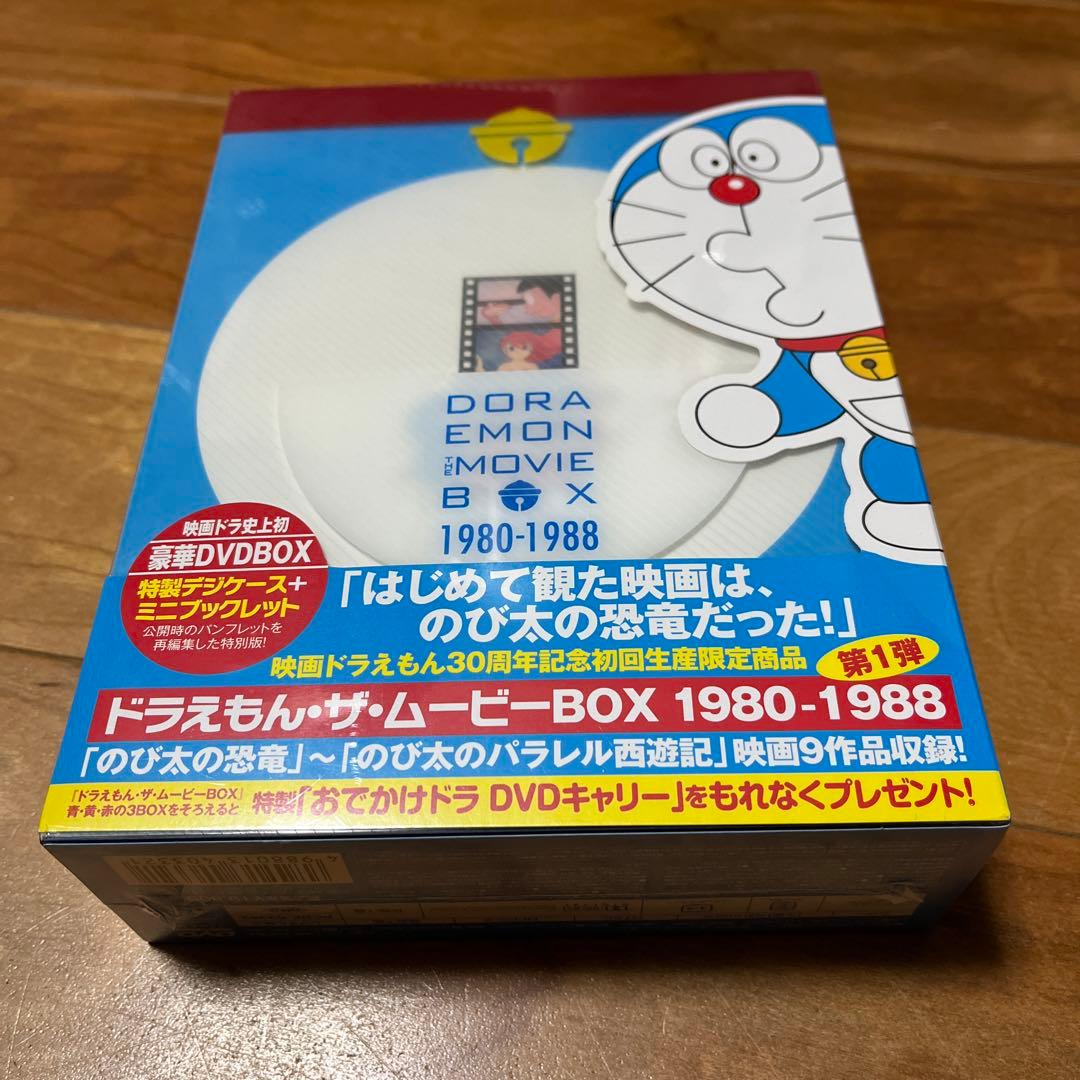 DORA
EMON
THE MOVIE
BOX
1980-1988
映画ドラ史上初
豪華DVDBOX
特製デジケース+
ミニブックレット
公開時のパンフレットを
再編集した特別版!
「はじめて観た映画は、
のび太の恐竜だった!」
映画ドラえもん30周年記念初回生産限定商品
第1弾
ドラえもん・ザ・ムービーBOX 1980-1988
「のび太の恐竜」~「のび太のパラレル西遊記」映画9作品収録!
「ドラえもん・ザ・ムービーBOX」
青・黄・赤の3BOXをそろえると
特製「おでかけドラ DVDキャリー」をもれなくプレゼント!